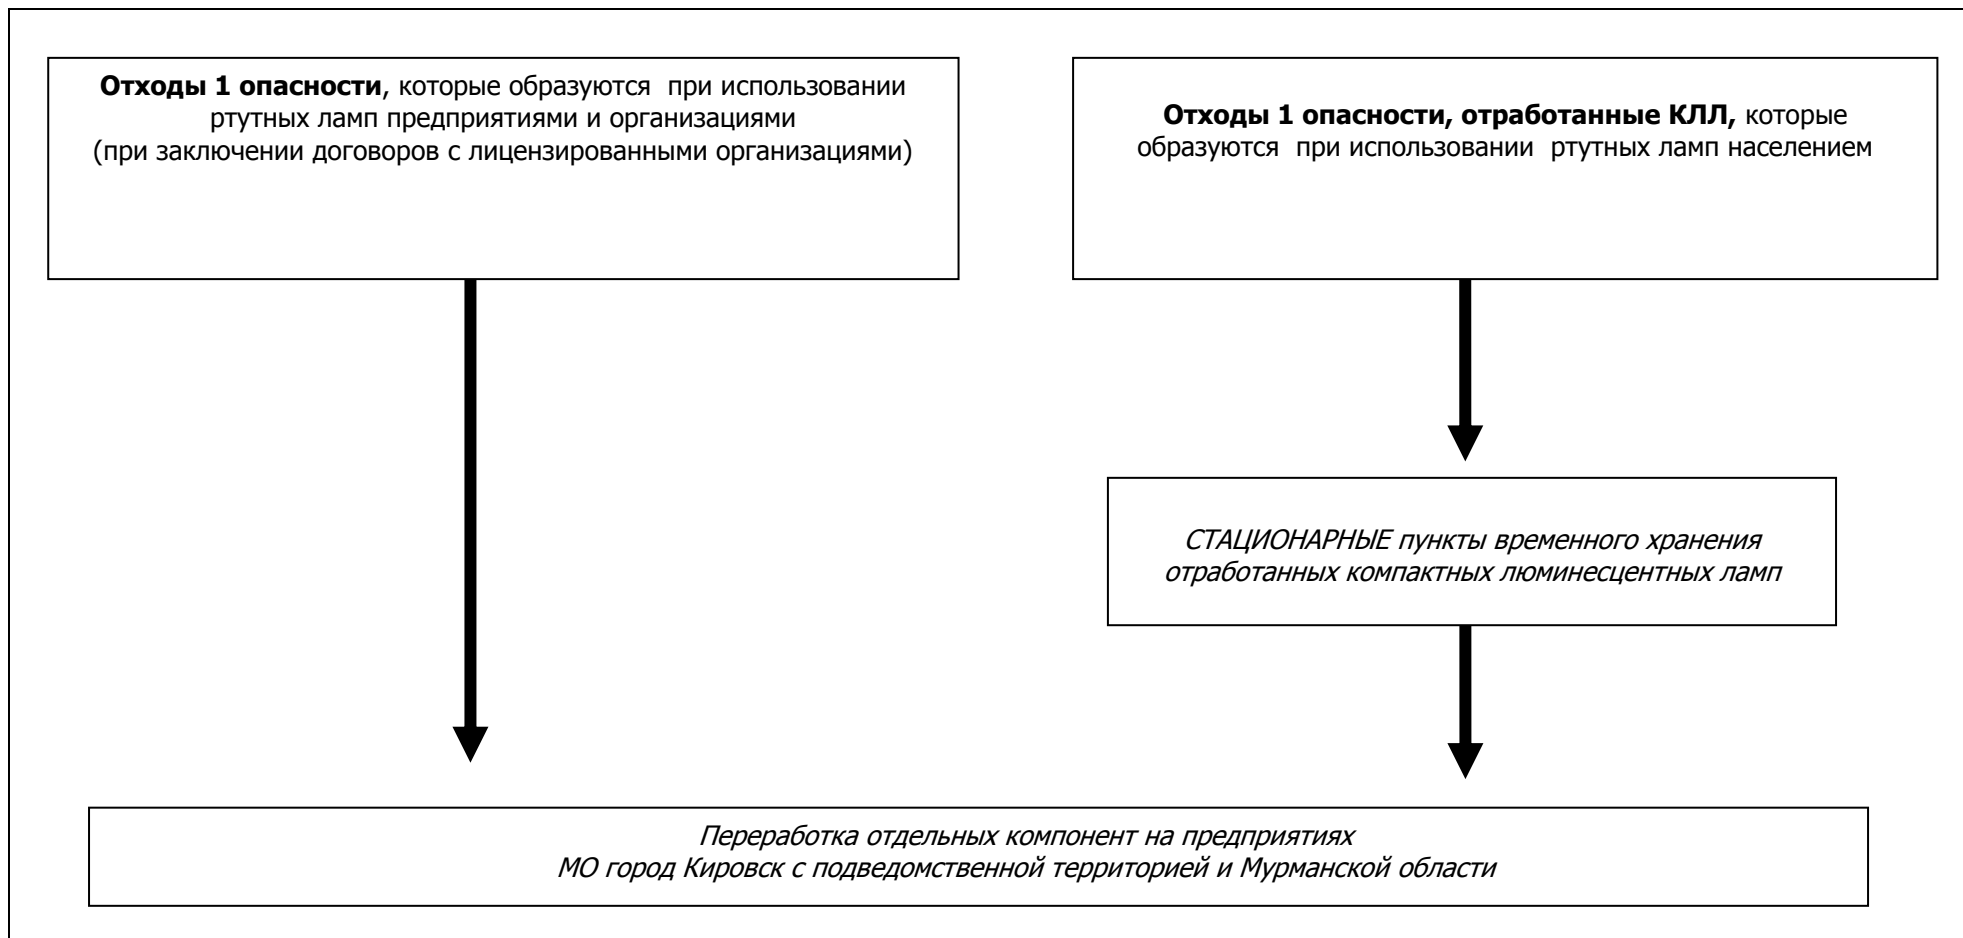 Отходы 1 опасности, которые образуются при использовании
ртутных ламп предприятиями и организациями
(при заключении договоров с лицензированными организациями)
Отходы 1 опасности, отработанные КЛЛ, которые
образуются при использовании ртутных ламп населением
СТАЦИОНАРНЫЕ пункты временного хранения
отработанных компактных люминесцентных ламп
Переработка отдельных компонент на предприятиях
МО город Кировск с подведомственной территорией и Мурманской области